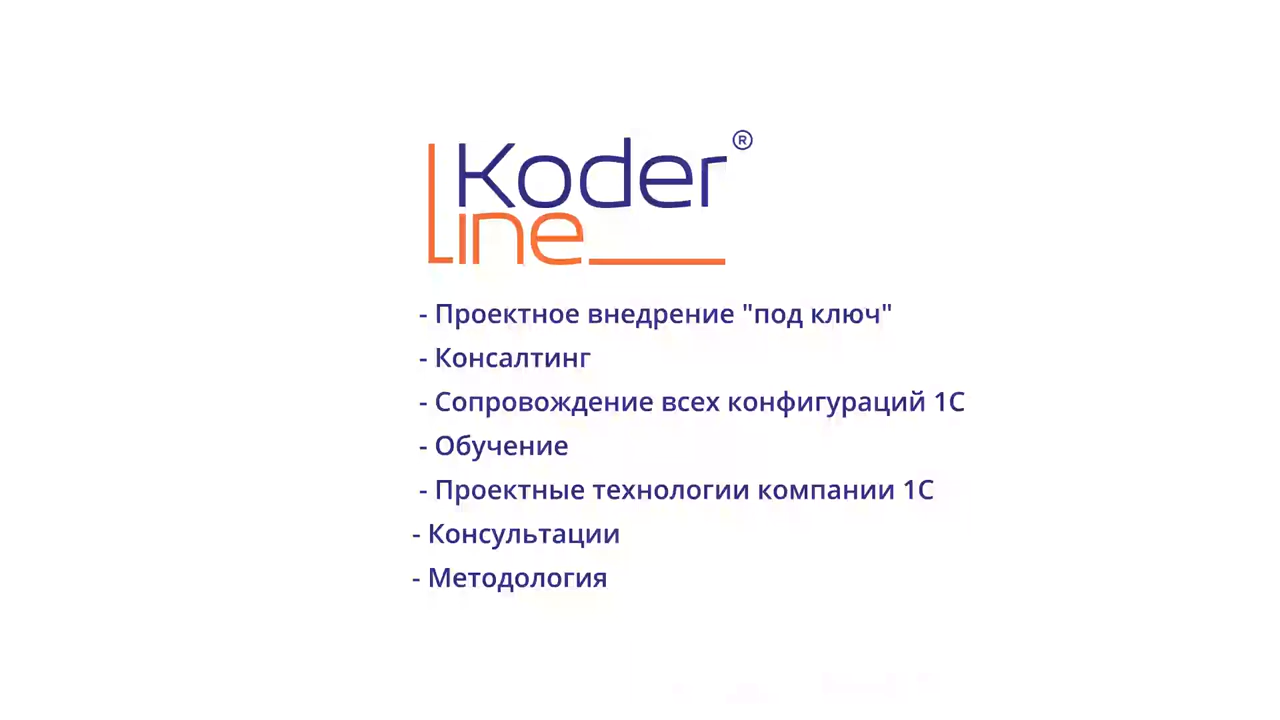 Koder®
Line
- Проектное внедрение "под ключ"
- Консалтинг
- Сопровождение всех конфигураций 1С
- Обучение
- Проектные технологии компании 1С
- Консультации
- Методология